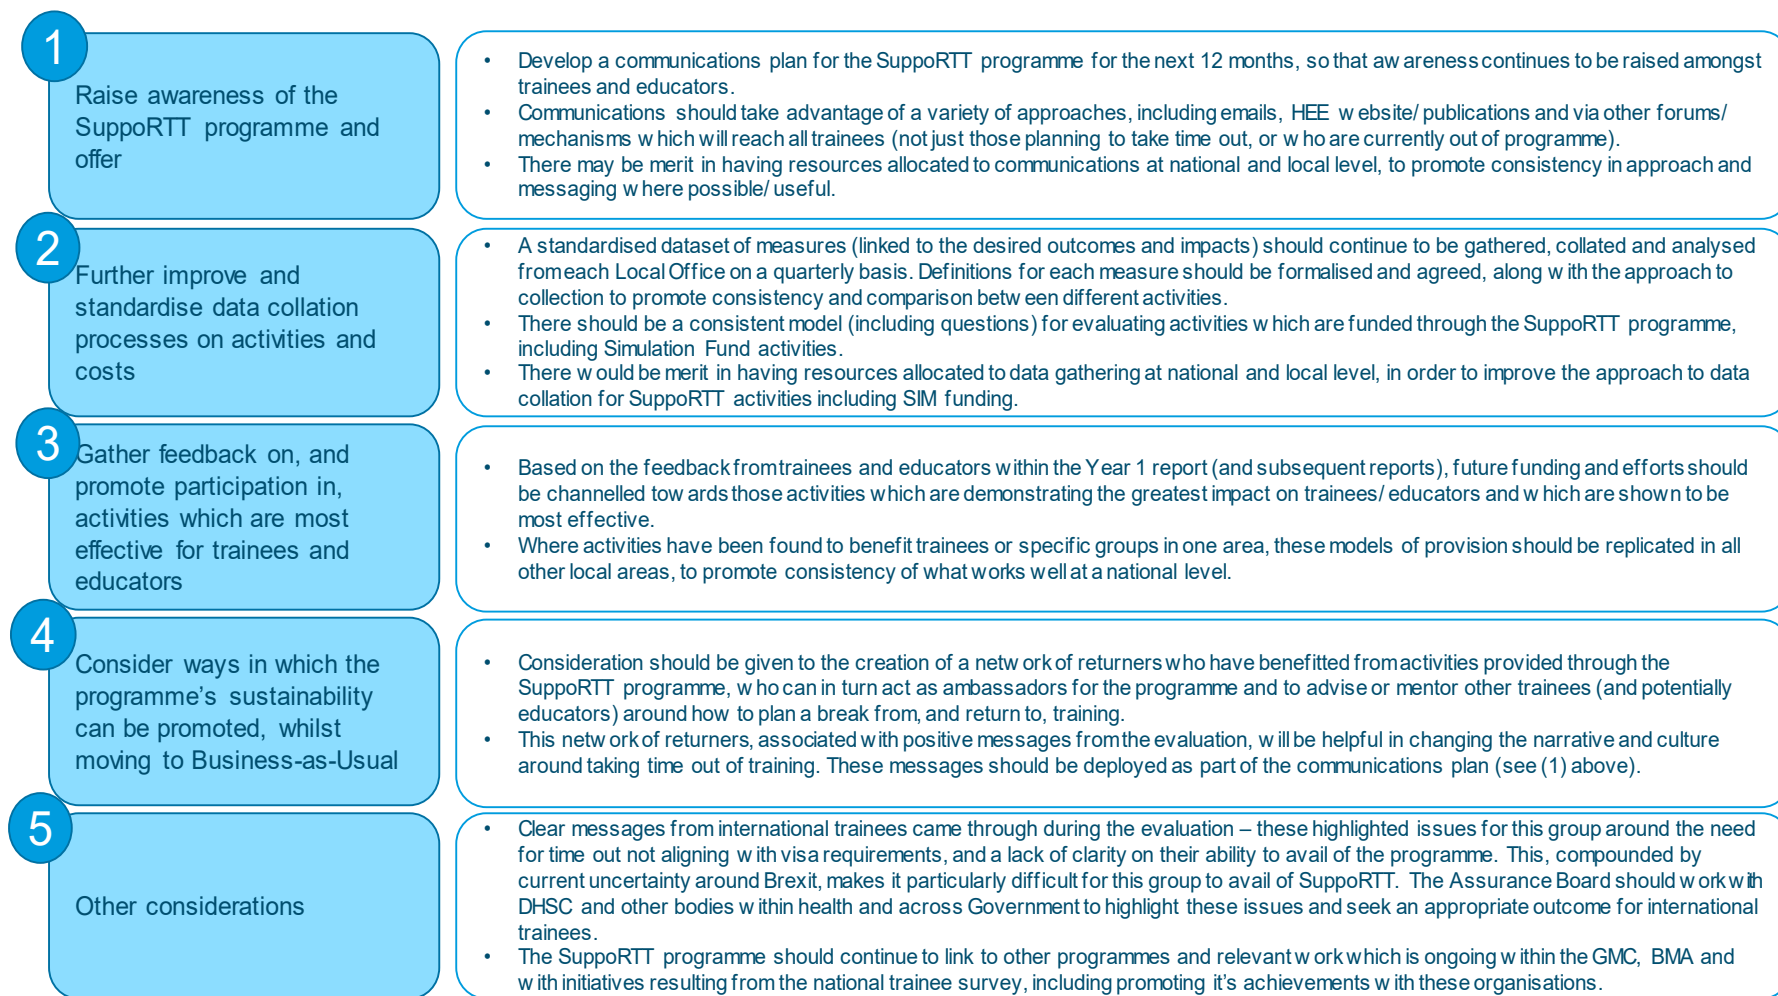 1
Raise awareness of the
SuppoRTT programme and
offer
• Develop a communications plan for the SuppoRTT programme for the next 12 months, so that awareness continues to be raised amongst
trainees and educators.
• Communications should take advantage of a variety of approaches, including emails, HEE website/ publications and via other forums/
mechanisms which will reach all trainees (not just those planning to take time out, or who are currently out of programme).
• There may be merit in having resources allocated to communications at national and local level, to promote consistency in approach and
messaging where possible/ useful.
2
Further improve and
standardise data collation
processes on activities and
costs
• A standardised dataset of measures (linked to the desired outcomes and impacts) should continue to be gathered, collated and analysed
from each Local Office on a quarterly basis. Definitions for each measure should be formalised and agreed, along with the approach to
collection to promote consistency and comparison between different activities.
• There should be a consistent model (including questions) for evaluating activities which are funded through the SuppoRTT programme,
including Simulation Fund activities.
• There would be merit in having resources allocated to data gathering at national and local level, in order to improve the approach to data
collation for SuppoRTT activities including SIM funding.
3
Gather feedback on, and
promote participation in,
activities which are most
effective for trainees and
educators
• Based on the feedback from trainees and educators within the Year 1 report (and subsequent reports), future funding and efforts should
be channelled towards those activities which are demonstrating the greatest impact on trainees/ educators and which are shown to be
most effective.
• Where activities have been found to benefit trainees or specific groups in one area, these models of provision should be replicated in all
other local areas, to promote consistency of what works well at a national level.
4
Consider ways in which the
programme's sustainability
can be promoted, whilst
moving to Business-as-Usual
• Consideration should be given to the creation of a network of returners who have benefitted from activities provided through the
SuppoRTT programme, who can in turn act as ambassadors for the programme and to advise or mentor other trainees (and potentially
educators) around how to plan a break from, and return to, training.
• This network of returners, associated with positive messages from the evaluation, will be helpful in changing the narrative and culture
around taking time out of training. These messages should be deployed as part of the communications plan (see (1) above).
5
Other considerations
• Clear messages from international trainees came through during the evaluation – these highlighted issues for this group around the need
for time out not aligning with visa requirements, and a lack of clarity on their ability to avail of the programme. This, compounded by
current uncertainty around Brexit, makes it particularly difficult for this group to avail of SuppoRTT. The Assurance Board should work with
DHSC and other bodies within health and across Government to highlight these issues and seek an appropriate outcome for international
trainees.
• The SuppoRTT programme should continue to link to other programmes and relevant work which is ongoing within the GMC, BMA and
with initiatives resulting from the national trainee survey, including promoting it's achievements with these organisations.